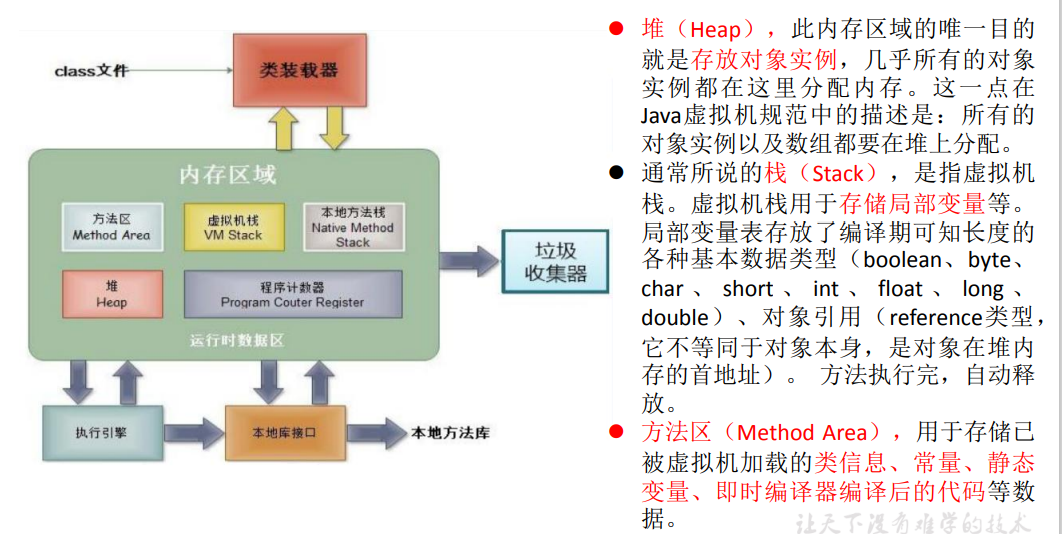 class文件
类装载器
内存区域
方法区
Method Area
虚拟机栈
VM Stack
本地方法栈
Native Method
Stack
堆
Heap
程序计数器
Program Couter Register
运行时数据区
垃圾
收集器
执行引擎
本地库接口
本地方法库
● 堆（Heap），此内存区域的唯一目的
就是存放对象实例，几乎所有的对象
实例都在这里分配内存。这一点在
Java虚拟机规范中的描述是：所有的
对象实例以及数组都要在堆上分配。
● 通常所说的栈（Stack），是指虚拟机
栈。虚拟机栈用于存储局部变量等。
局部变量表存放了编译期可知长度的
各种基本数据类型（boolean、byte、
char 、 short 、 int 、 float 、 long 、
double）、对象引用（reference类型，
它不等同于对象本身，是对象在堆内
存的首地址）。 方法执行完，自动释
放。
● 方法区（Method Area），用于存储已
被虚拟机加载的类信息、常量、静态
变量、即时编译器编译后的代码等数
据。
让天下没有难学的技术